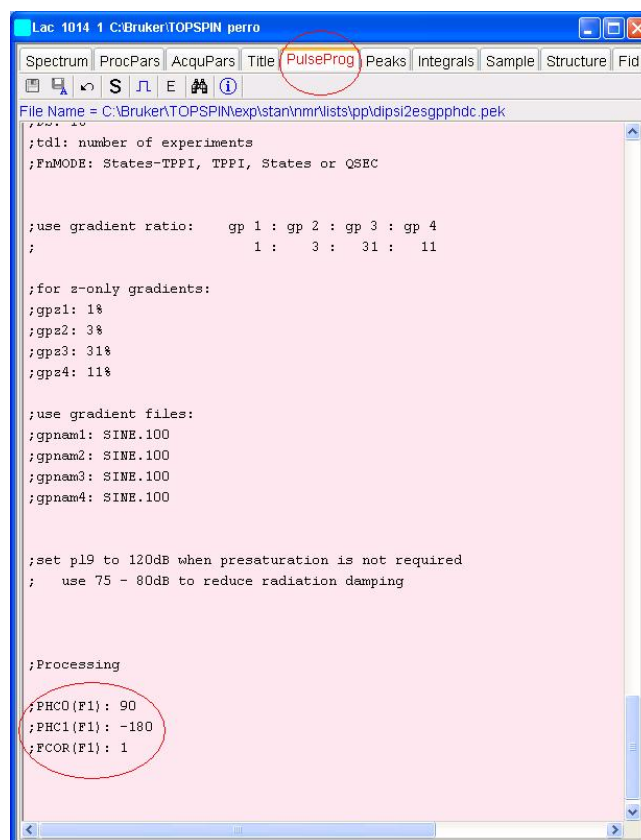 Lac 1014 1 C:\Bruker\TOPSPIN perro
Spectrum ProcPars AcquPars Title PulseProg Peaks Integrals Sample Structure Fid
S E
File Name = C:\Bruker\TOPSPIN\exp\stan\nmr\lists\pp\dipsi2esgpphdc.pek
;td1: number of experiments
;FnMODE: States-TPPI, TPPI, States or QSEC
;use gradient ratio: gp 1 : gp 2 : gp 3 : gp 4
; 1 : 3 : 31 : 11
;for z-only gradients:
;gpz1: 1%
;gpz2: 3%
;gpz3: 31%
;gpz4: 11%
;use gradient files:
;gpnam1: SINE.100
;gpnam2: SINE.100
;gpnam3: SINE.100
;gpnam4: SINE.100
;set pl9 to 120dB when presaturation is not required
; use 75 - 80dB to reduce radiation damping
;Processing
;PHC0(F1): 90
;PHC1(F1): -180
;FCOR(F1): 1